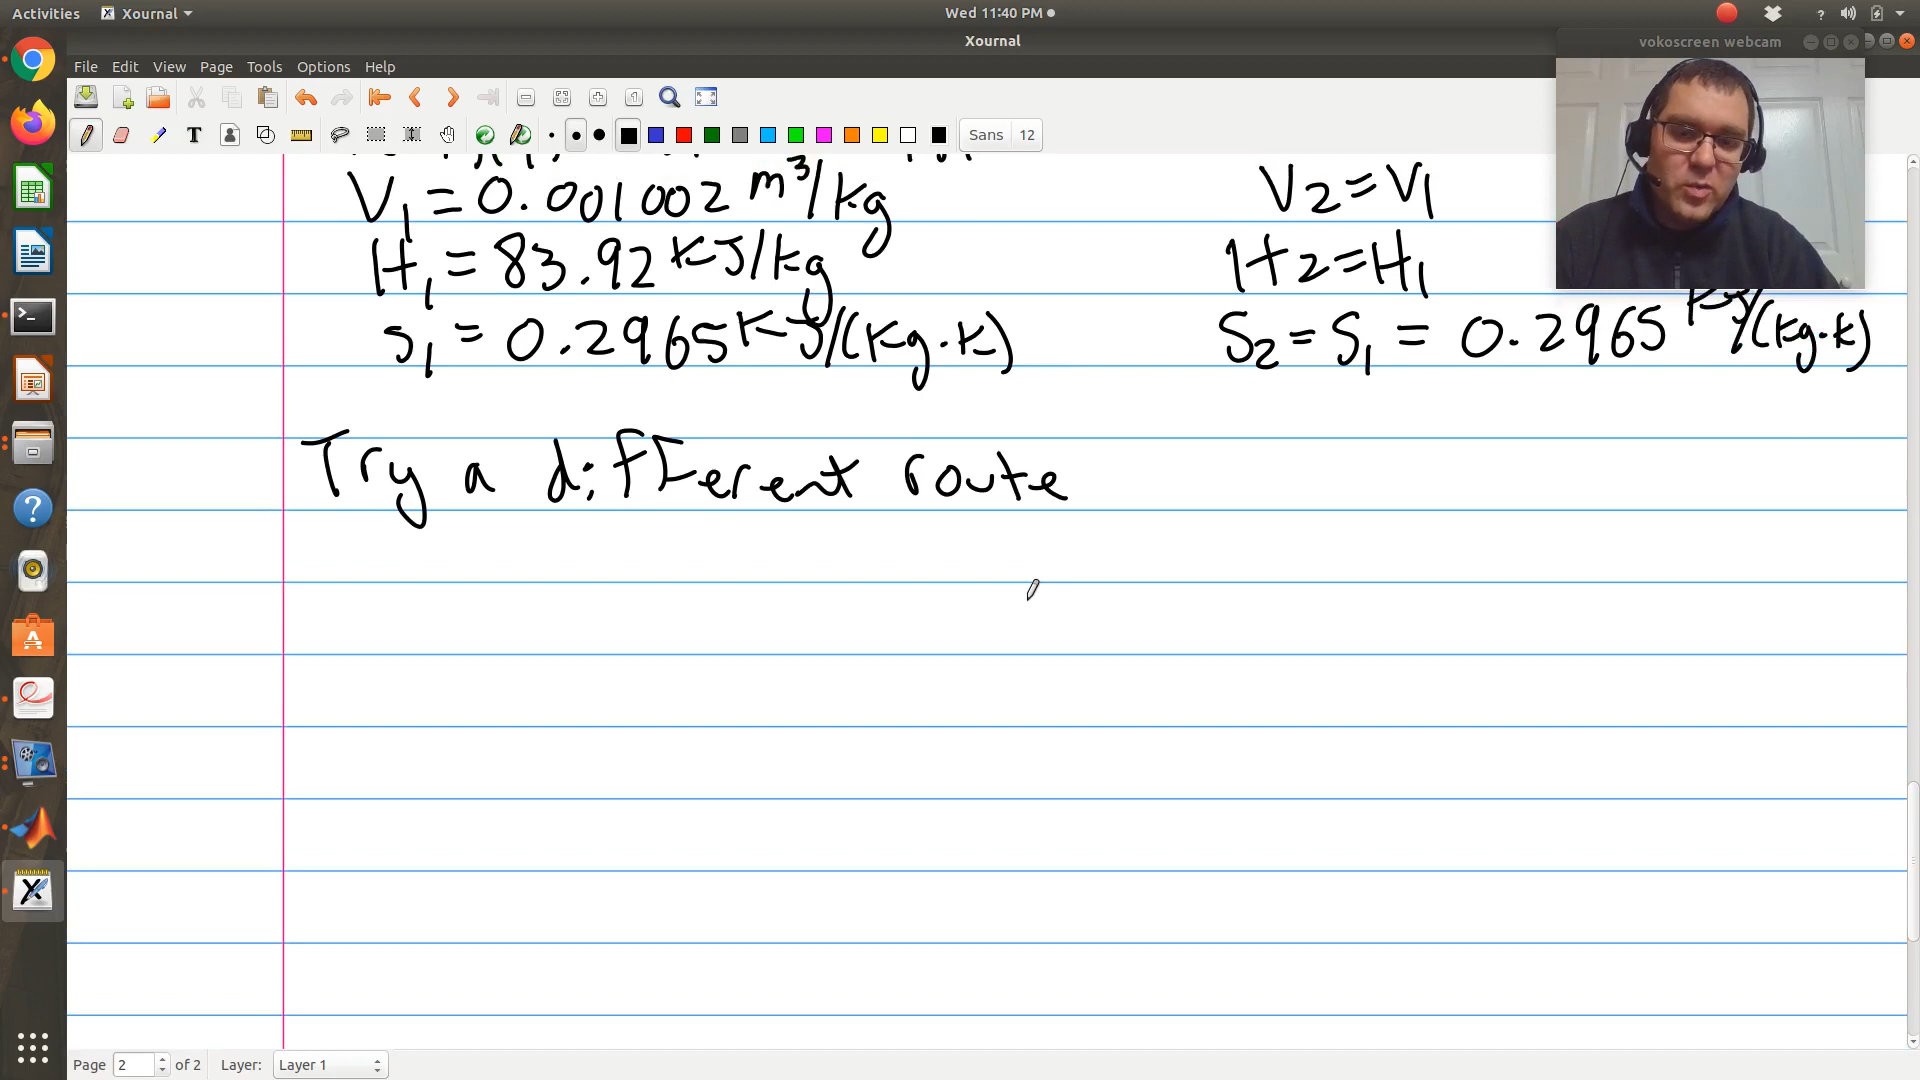 Activities Xournal Wed 11:40 PM ?
Xournal
vokoscreen webcam
File Edit View Page Tools Options Help
Sans 12
V₁ = 0.001002 m³/kg V₂ = V₁
H₁ = 83.92 KJ/kg H₂ = H₁
S₁ = 0.2965 KJ/(kg·K) S₂ = S₁ = 0.2965 KJ/(kg·K)
Try a different route
Page 2 of 2 Layer: Layer 1